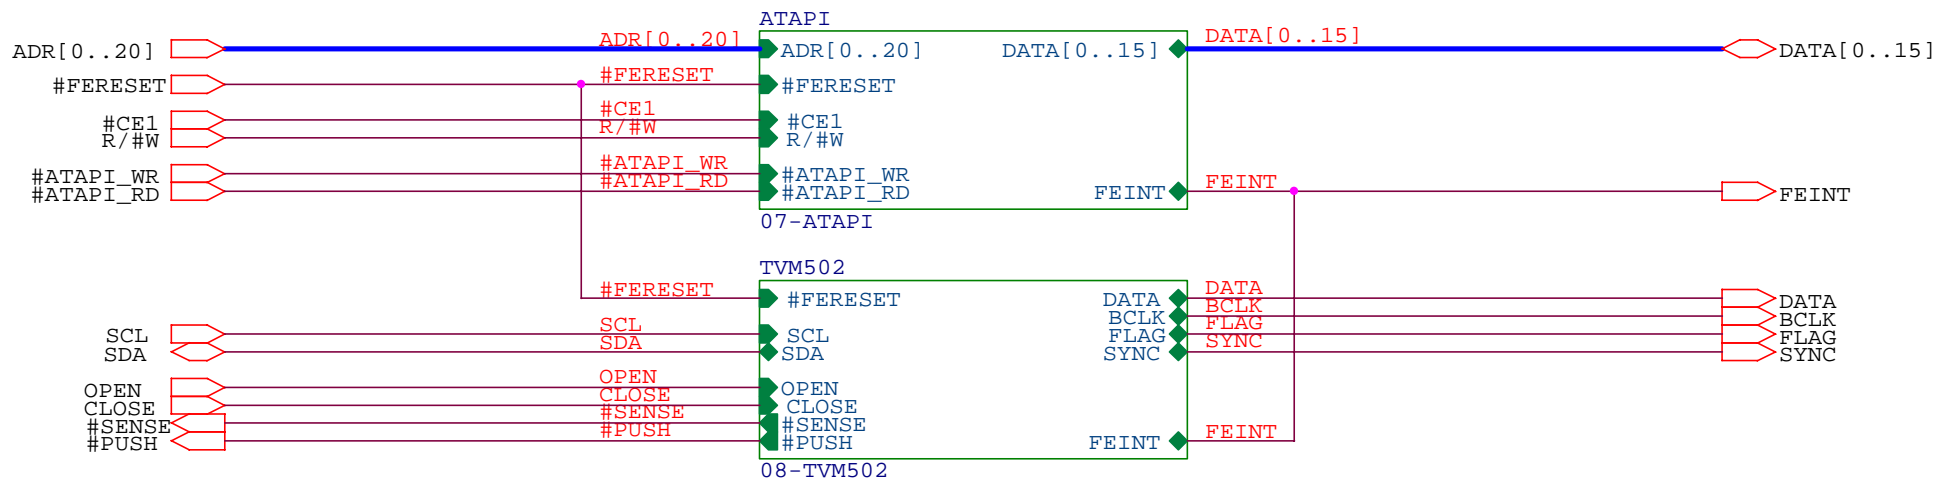 ATAPI
ADR[0..20] ADR[0..20] ADR[0..20] DATA[0..15] DATA[0..15] DATA[0..15]
#FERESET #FERESET #FERESET
#CE1 #CE1 #CE1
R/#W R/#W R/#W
#ATAPI_WR #ATAPI_WR #ATAPI_WR
#ATAPI_RD #ATAPI_RD #ATAPI_RD FEINT FEINT FEINT
07-ATAPI
TVM502
#FERESET #FERESET DATA DATA DATA
BCLK BCLK BCLK
SCL SCL SCL FLAG FLAG FLAG
SDA SDA SDA SYNC SYNC SYNC
OPEN OPEN OPEN
CLOSE CLOSE CLOSE
#SENSE #SENSE #SENSE
#PUSH #PUSH #PUSH FEINT FEINT
08-TVM502